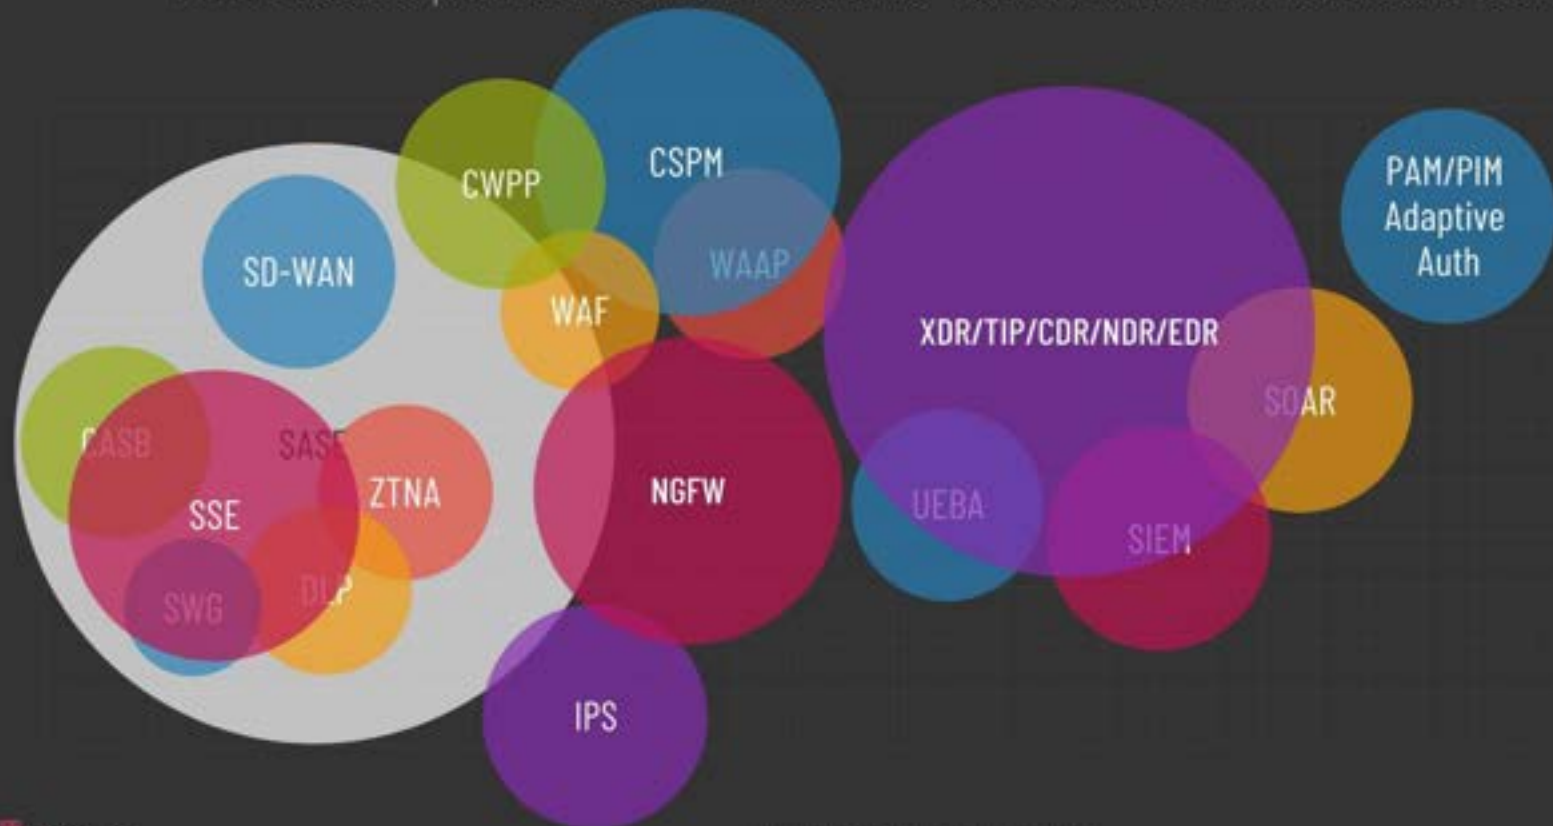 CWPP
CSPM
SD-WAN
WAF
WAAP
XDR/TIP/CDR/NDR/EDR
PAM/PIM
Adaptive
Auth
CASB
SASE
ZTNA
SSE
SWG
DLP
NGFW
IPS
UEBA
SIEM
SOAR